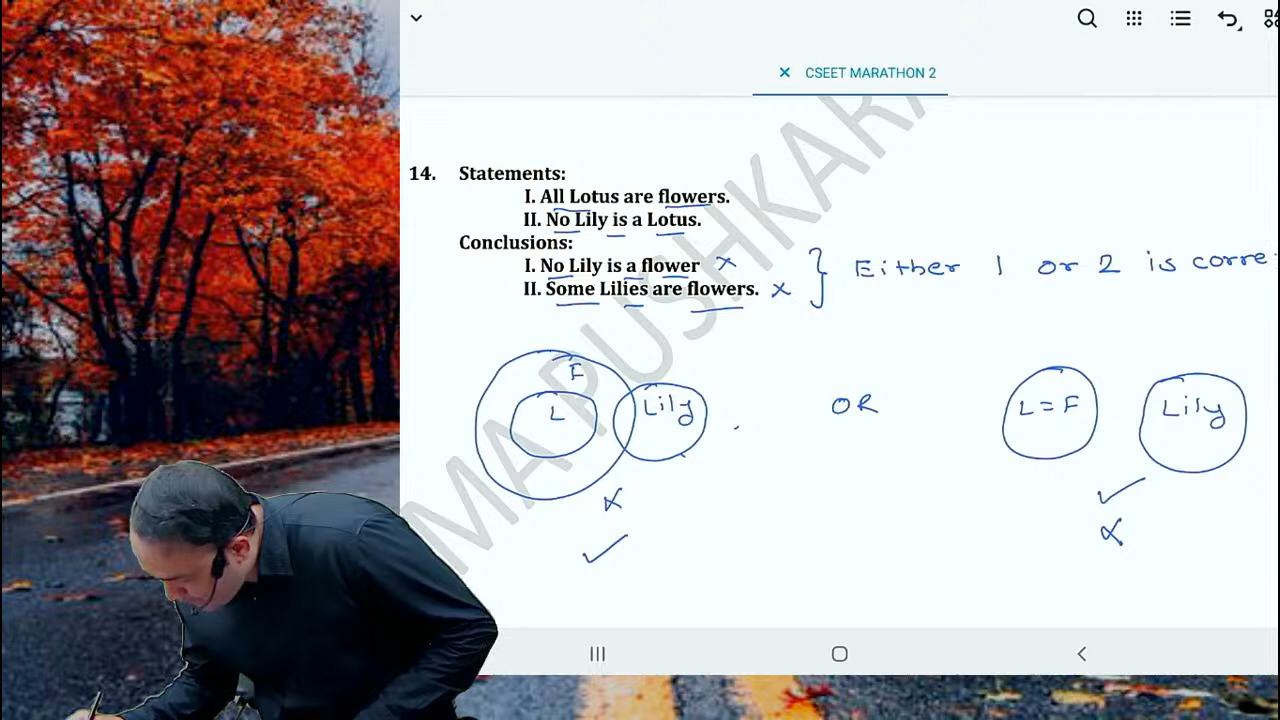 CSEET MARATHON 2
14. Statements:
I. All Lotus are flowers.
II. No Lily is a Lotus.
Conclusions:
I. No Lily is a flower ×
II. Some Lilies are flowers. ×
} Either 1 or 2 is corre
F
L
Lily
OR
L = F
Lily